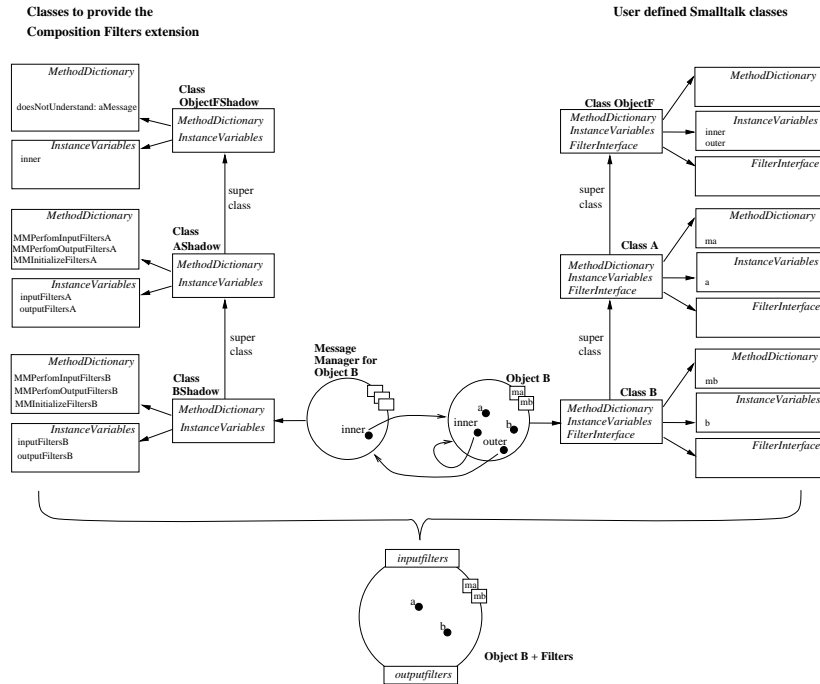 Classes to provide the
Composition Filters extension
User defined Smalltalk classes
MethodDictionary
doesNotUnderstand: aMessage
InstanceVariables
inner
Class
ObjectFShadow
MethodDictionary
InstanceVariables
super
class
MethodDictionary
MMPerfomInputFiltersA
MMPerfomOutputFiltersA
MMInitializeFiltersA
InstanceVariables
inputFiltersA
outputFiltersA
Class
AShadow
MethodDictionary
InstanceVariables
super
class
MethodDictionary
MMPerfomInputFiltersB
MMPerfomOutputFiltersB
MMInitializeFiltersB
InstanceVariables
inputFiltersB
outputFiltersB
Class
BShadow
MethodDictionary
InstanceVariables
Message
Manager for
Object B
inner
Object B
ma
mb
a
b
inner
outer
Class ObjectF
MethodDictionary
InstanceVariables
FilterInterface
MethodDictionary
InstanceVariables
inner
outer
FilterInterface
super
class
Class A
MethodDictionary
InstanceVariables
FilterInterface
MethodDictionary
ma
InstanceVariables
a
FilterInterface
super
class
Class B
MethodDictionary
InstanceVariables
FilterInterface
MethodDictionary
mb
InstanceVariables
b
FilterInterface
inputfilters
ma
mb
a
b
Object B + Filters
outputfilters